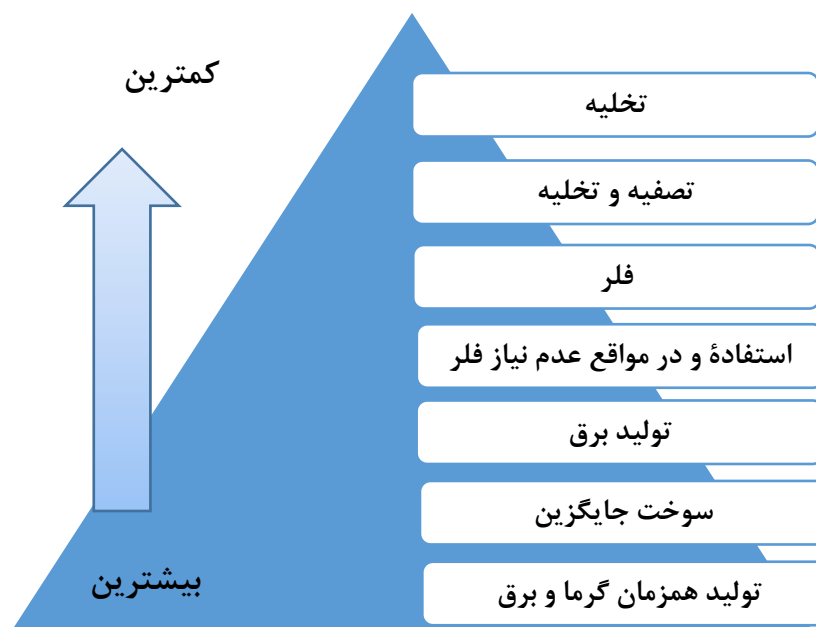 کمترین
تخلیه
تصفیه و تخلیه
فلر
استفادهٔ و در مواقع عدم نیاز فلر
تولید برق
سوخت جایگزین
بیشترین
تولید همزمان گرما و برق